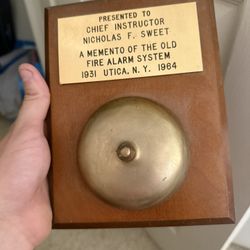 PRESENTED TO
CHIEF INSTRUCTOR
NICHOLAS F. SWEET
A MEMENTO OF THE OLD
FIRE ALARM SYSTEM
1931 UTICA, N. Y. 1964